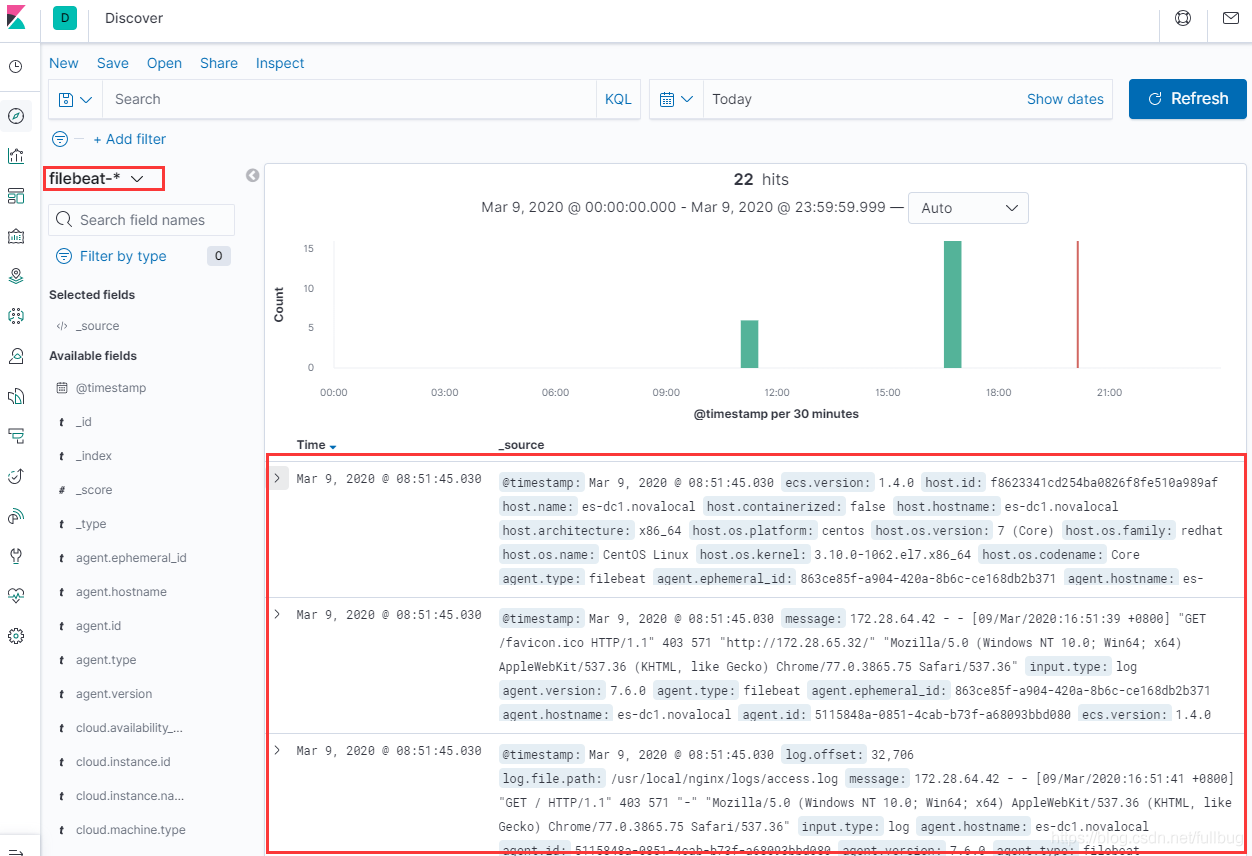 D Discover
New Save Open Share Inspect
Search KQL Today Show dates Refresh
+ Add filter
filebeat-*
Search field names
Filter by type 0
Selected fields
</> _source
Available fields
@timestamp
t _id
t _index
# _score
t _type
t agent.ephemeral_id
t agent.hostname
t agent.id
t agent.type
t agent.version
t cloud.availability_...
t cloud.instance.id
t cloud.instance.na...
t cloud.machine.type
22 hits
Mar 9, 2020 @ 00:00:00.000 - Mar 9, 2020 @ 23:59:59.999 — Auto
Count
15
10
5
0
00:00 03:00 06:00 09:00 12:00 15:00 18:00 21:00
@timestamp per 30 minutes
Time _source
Mar 9, 2020 @ 08:51:45.030 @timestamp: Mar 9, 2020 @ 08:51:45.030 ecs.version: 1.4.0 host.id: f8623341cd254ba0826f8fe510a989af
host.name: es-dc1.novalocal host.containerized: false host.hostname: es-dc1.novalocal
host.architecture: x86_64 host.os.platform: centos host.os.version: 7 (Core) host.os.family: redhat
host.os.name: CentOS Linux host.os.kernel: 3.10.0-1062.el7.x86_64 host.os.codename: Core
agent.type: filebeat agent.ephemeral_id: 863ce85f-a904-420a-8b6c-ce168db2b371 agent.hostname: es-
Mar 9, 2020 @ 08:51:45.030 @timestamp: Mar 9, 2020 @ 08:51:45.030 message: 172.28.64.42 - - [09/Mar/2020:16:51:39 +0800] "GET
/favicon.ico HTTP/1.1" 403 571 "http://172.28.65.32/" "Mozilla/5.0 (Windows NT 10.0; Win64; x64)
AppleWebKit/537.36 (KHTML, like Gecko) Chrome/77.0.3865.75 Safari/537.36" input.type: log
agent.version: 7.6.0 agent.type: filebeat agent.ephemeral_id: 863ce85f-a904-420a-8b6c-ce168db2b371
agent.hostname: es-dc1.novalocal agent.id: 5115848a-0851-4cab-b73f-a68093bbd080 ecs.version: 1.4.0
Mar 9, 2020 @ 08:51:45.030 @timestamp: Mar 9, 2020 @ 08:51:45.030 log.offset: 32,706
log.file.path: /usr/local/nginx/logs/access.log message: 172.28.64.42 - - [09/Mar/2020:16:51:41 +0800]
"GET / HTTP/1.1" 403 571 "-" "Mozilla/5.0 (Windows NT 10.0; Win64; x64) AppleWebKit/537.36 (KHTML, like
Gecko) Chrome/77.0.3865.75 Safari/537.36" input.type: log agent.hostname: es-dc1.novalocal
agent.id: 5115848a-0851-4cab-b73f-a68093bbd080 agent.version: 7.6.0 agent.type: filebeat
https://blog.csdn.net/fullbug